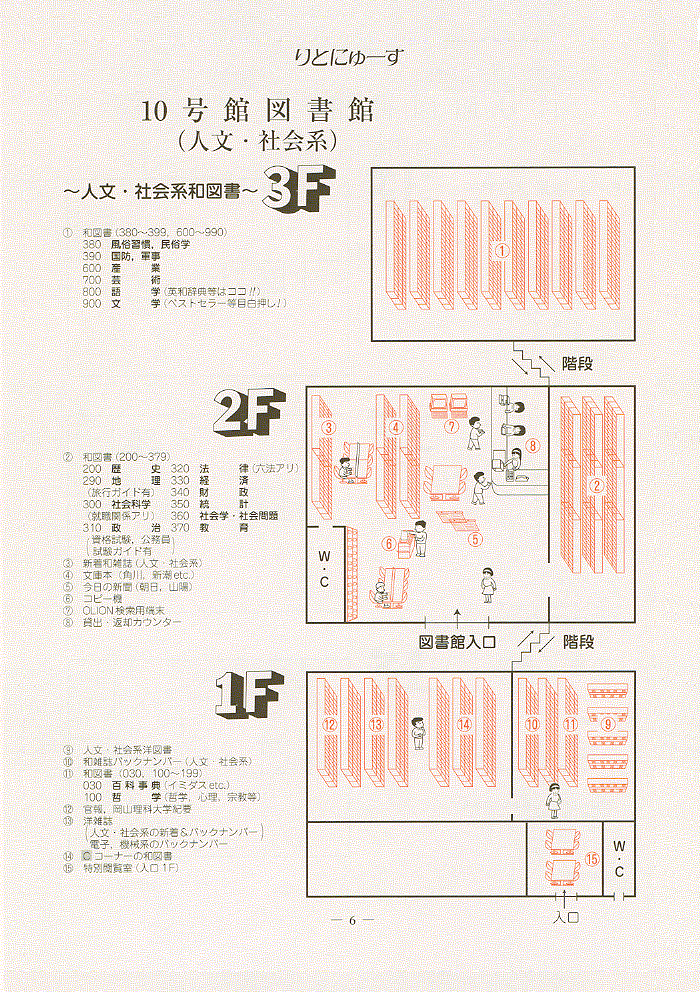 りとにゅーす
10号館図書館
（人文・社会系）
～人文・社会系和図書～ 3F
① 和図書（380～399，600～990）
380 風俗習慣，民俗学
390 国防，軍事
600 産 業
700 芸 術
800 語 学（英和辞典等はココ!!）
900 文 学（ベストセラー等目白押し!）
①
階段
2F
② 和図書（200～379）
200 歴 史 320 法 律（六法アリ）
290 地 理 330 経 済
（旅行ガイド有） 340 財 政
300 社会科学 350 統 計
（就職関係アリ） 360 社会学・社会問題
310 政 治 370 教 育
（資格試験，公務員
試験ガイド有）
③ 新着和雑誌（人文・社会系）
④ 文庫本（角川，新潮etc.）
⑤ 今日の新聞（朝日，山陽）
⑥ コピー機
⑦ OLION検索用端末
⑧ 貸出・返却カウンター
③ ④ ⑦ ⑧ ② ⑥ ⑤
W・C
図書館入口
階段
1F
⑨ 人文・社会系洋図書
⑩ 和雑誌バックナンバー（人文・社会系）
⑪ 和図書（030，100～199）
030 百科事典（イミダスetc.）
100 哲 学（哲学，心理，宗教等）
⑫ 官報，岡山理科大学紀要
⑬ 洋雑誌
（人文・社会系の新着＆バックナンバー
電子，機械系のバックナンバー）
⑭ Cコーナーの和図書
⑮ 特別閲覧室（入口1F）
⑫ ⑬ ⑭ ⑩ ⑪ ⑨
⑮
W・C
入口
― 6 ―